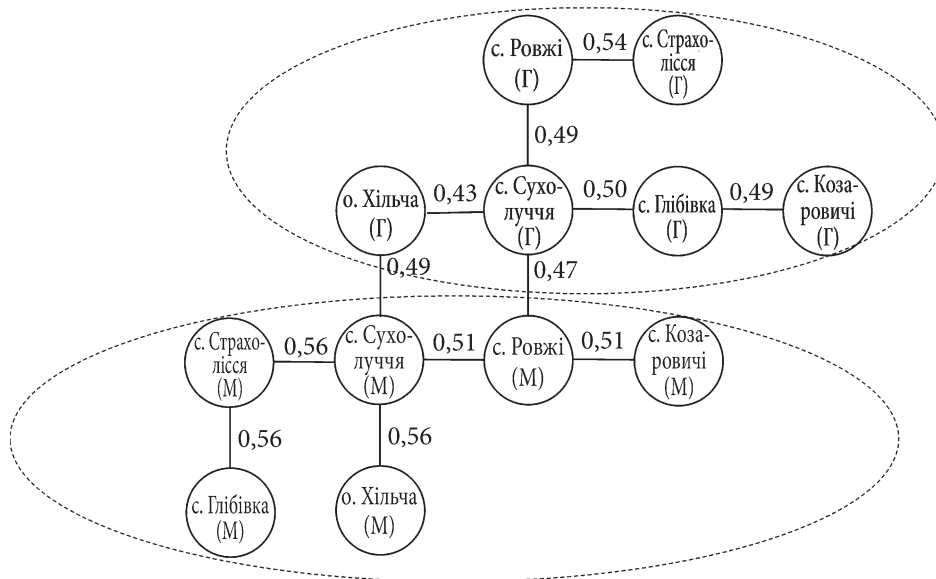 с. Ровжі
(Г)
0,54
с. Страхо-
лісся
(Г)
0,49
о. Хільча
(Г)
0,43
с. Сухо-
луччя
(Г)
0,50
с. Глібівка
(Г)
0,49
с. Коза-
ровичі
(Г)
0,49
0,47
с. Страхо-
лісся
(М)
0,56
с. Сухо-
луччя
(М)
0,51
с. Ровжі
(М)
0,51
с. Коза-
ровичі
(М)
0,56
0,56
с. Глібівка
(М)
о. Хільча
(М)